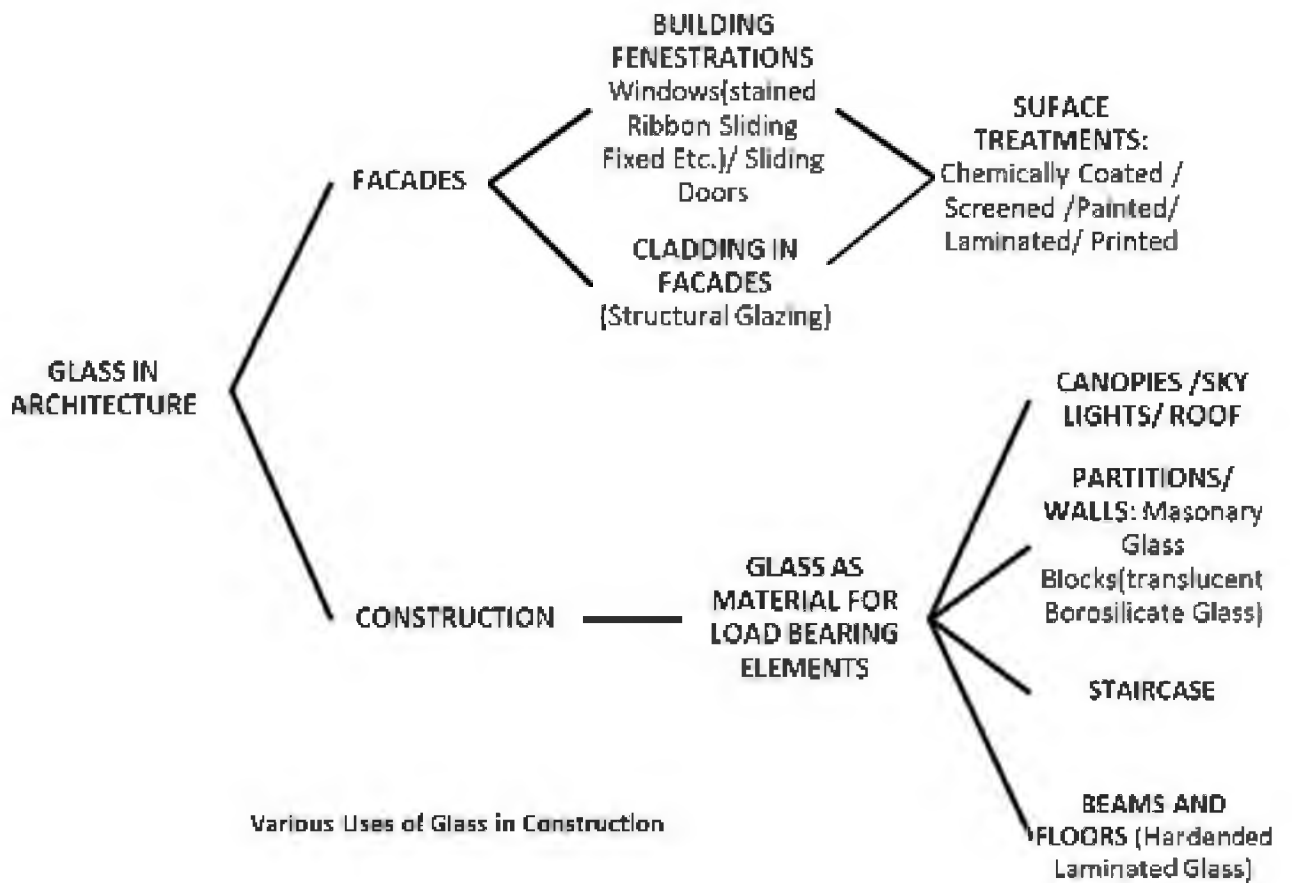 BUILDING
FENESTRATIONS
Windows(stained
Ribbon Sliding
Fixed Etc.)/ Sliding
Doors
SUFACE
TREATMENTS:
Chemically Coated /
Screened /Painted/
Laminated/ Printed
FACADES
CLADDING IN
FACADES
(Structural Glazing)
GLASS IN
ARCHITECTURE
CANOPIES /SKY
LIGHTS/ ROOF
PARTITIONS/
WALLS: Masonary
Glass
Blocks(translucent
Borosilicate Glass)
GLASS AS
MATERIAL FOR
LOAD BEARING
ELEMENTS
CONSTRUCTION
STAIRCASE
BEAMS AND
FLOORS (Hardended
Laminated Glass)
Various Uses of Glass in Construction